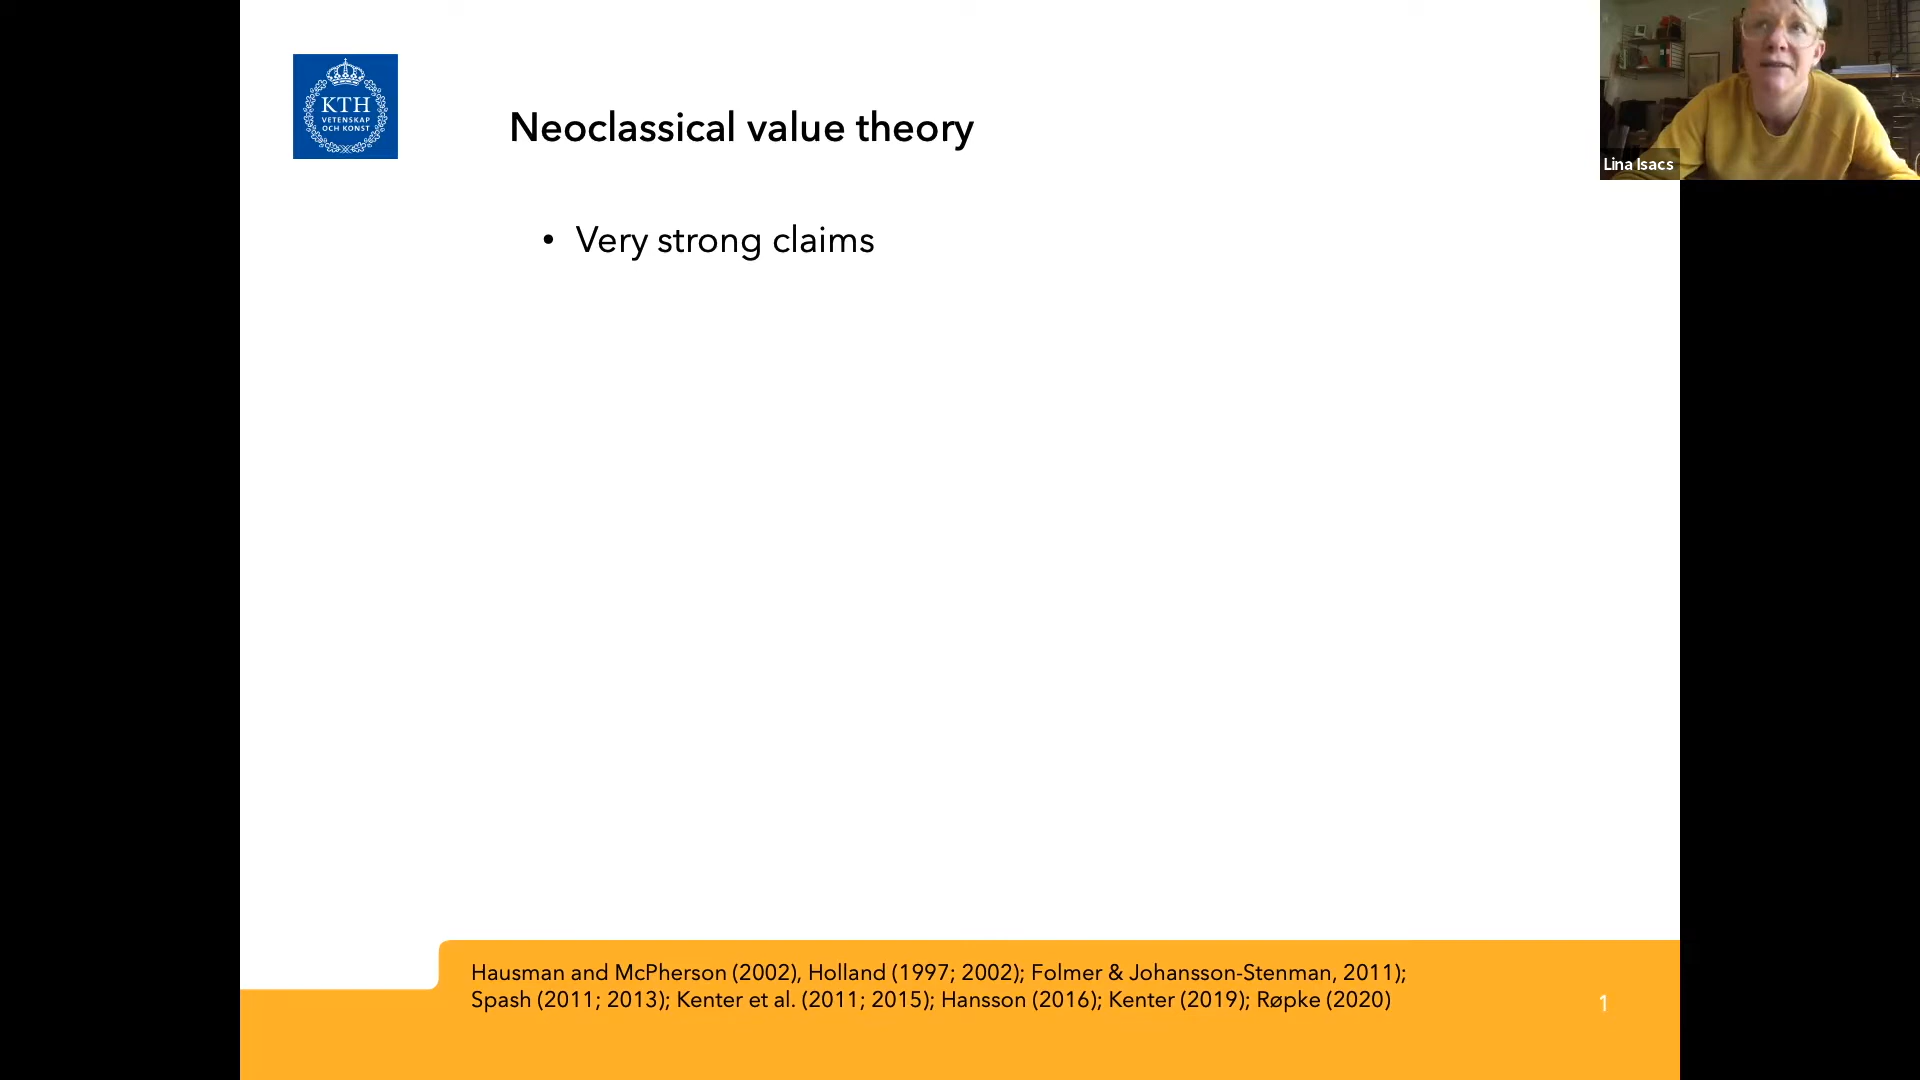 KTH
VETENSKAP
OCH KONST
Neoclassical value theory
Lina Isacs
• Very strong claims
Hausman and McPherson (2002), Holland (1997; 2002); Folmer & Johansson-Stenman, 2011);
Spash (2011; 2013); Kenter et al. (2011; 2015); Hansson (2016); Kenter (2019); Røpke (2020)
1